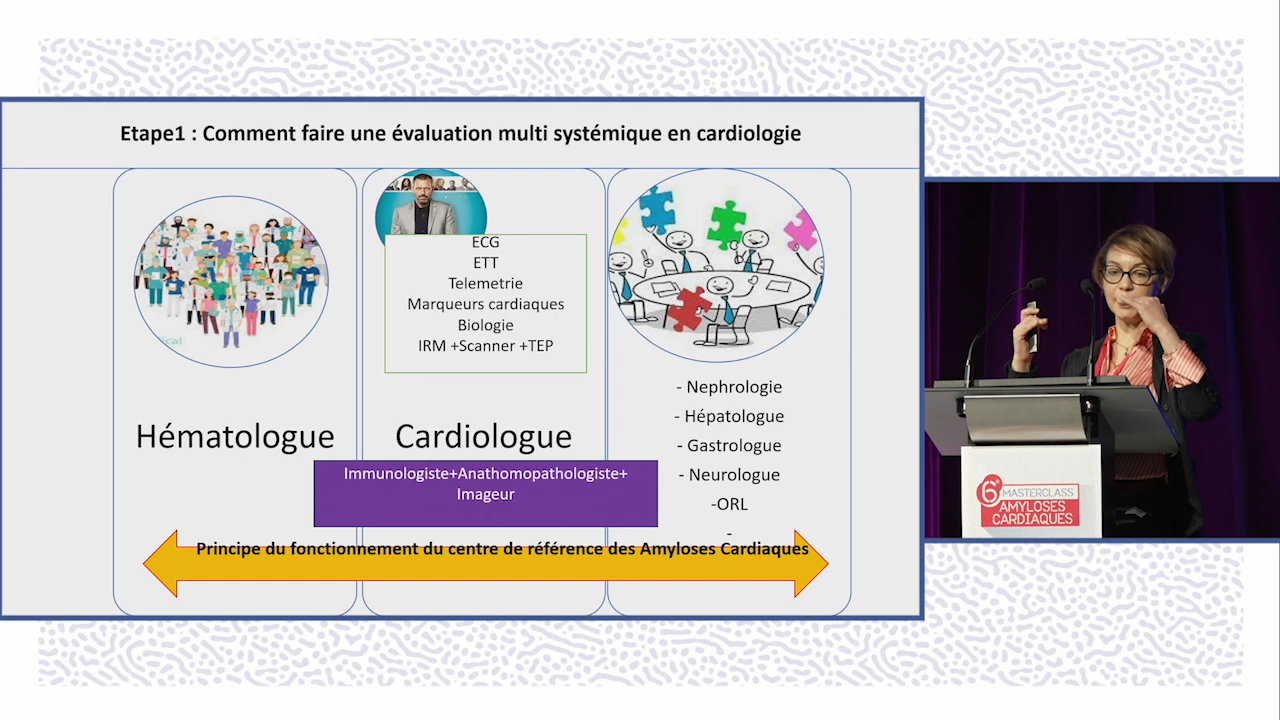 Etape1 : Comment faire une évaluation multi systémique en cardiologie
ical
Hématologue
ECG
ETT
Telemetrie
Marqueurs cardiaques
Biologie
IRM +Scanner +TEP
Cardiologue
Immunologiste+Anathomopathologiste+
Imageur
- Nephrologie
- Hépatologue
- Gastrologue
- Neurologue
-ORL
-
Principe du fonctionnement du centre de référence des Amyloses Cardiaques
6e MASTERCLASS
AMYLOSES
CARDIAQUES